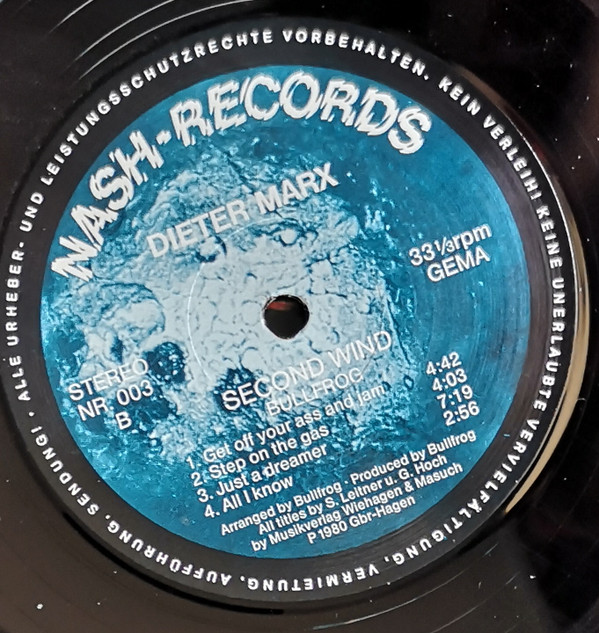 ALLE URHEBER- UND LEISTUNGSSCHUTZRECHTE VORBEHALTEN. KEIN VERLEIH! KEINE UNERLAUBTE VERVIELFÄLTIGUNG, VERMIETUNG, AUFFÜHRUNG, SENDUNG! •
NASH-RECORDS
DIETER MARX
33 1/3rpm
GEMA
STEREO
NR. 003
B
SECOND WIND
BULLFROG
1. Get off your ass and jam 4:42
2. Step on the gas 4:03
3. Just a dreamer 7:19
4. All I know 2:56
Arranged by Bullfrog · Produced by Bullfrog
All titles by S. Leitner u. G. Hoch
by Musikverlag Wiehagen & Masuch
P 1980 Gbr-Hagen